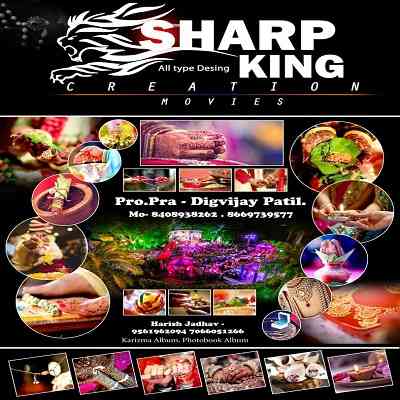 SHARP
All type Desing KING
CREATION
MOVIES
Pro.Pra - Digvijay Patil.
Mo- 8408938262 . 8669739577
Harish Jadhav -
9561962094 7066051266
Karizma Album, Photobook Album